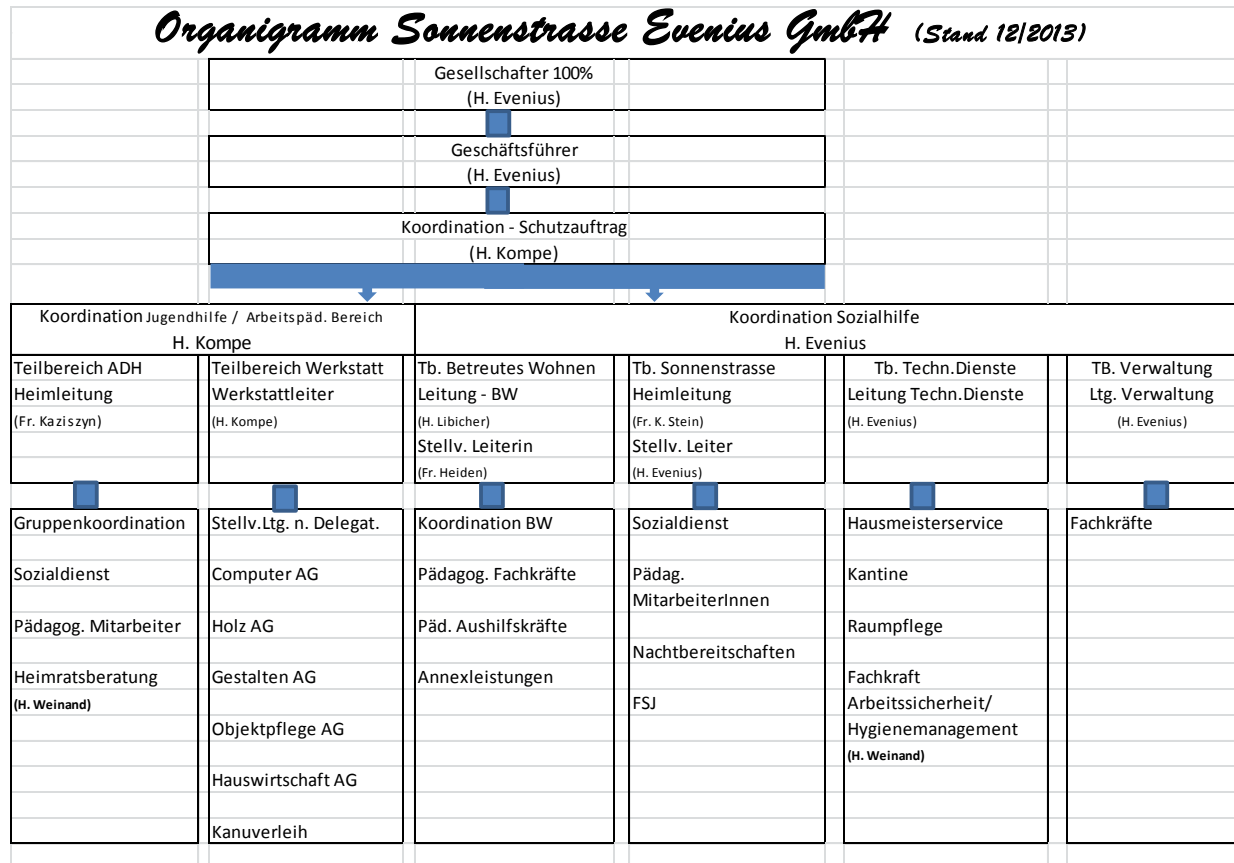 Organigramm Sonnenstrasse Evenius GmbH (Stand 12/2013)
Gesellschafter 100%
(H. Evenius)
Geschäftsführer
(H. Evenius)
Koordination - Schutzauftrag
(H. Kompe)
Koordination Jugendhilfe / Arbeitspäd. Bereich
H. Kompe
Koordination Sozialhilfe
H. Evenius
Teilbereich ADH
Heimleitung
(Fr. Kaziszyn)
Teilbereich Werkstatt
Werkstattleiter
(H. Kompe)
Tb. Betreutes Wohnen
Leitung - BW
(H. Libicher)
Stellv. Leiterin
(Fr. Heiden)
Tb. Sonnenstrasse
Heimleitung
(Fr. K. Stein)
Stellv. Leiter
(H. Evenius)
Tb. Techn.Dienste
Leitung Techn.Dienste
(H. Evenius)
TB. Verwaltung
Ltg. Verwaltung
(H. Evenius)
Gruppenkoordination
Sozialdienst
Pädagog. Mitarbeiter
Heimratsberatung
(H. Weinand)
Stellv.Ltg. n. Delegat.
Computer AG
Holz AG
Gestalten AG
Objektpflege AG
Hauswirtschaft AG
Kanuverleih
Koordination BW
Pädagog. Fachkräfte
Päd. Aushilfskräfte
Annexleistungen
Sozialdienst
Pädag.
MitarbeiterInnen
Nachtbereitschaften
FSJ
Hausmeisterservice
Kantine
Raumpflege
Fachkraft
Arbeitssicherheit/
Hygienemanagement
(H. Weinand)
Fachkräfte